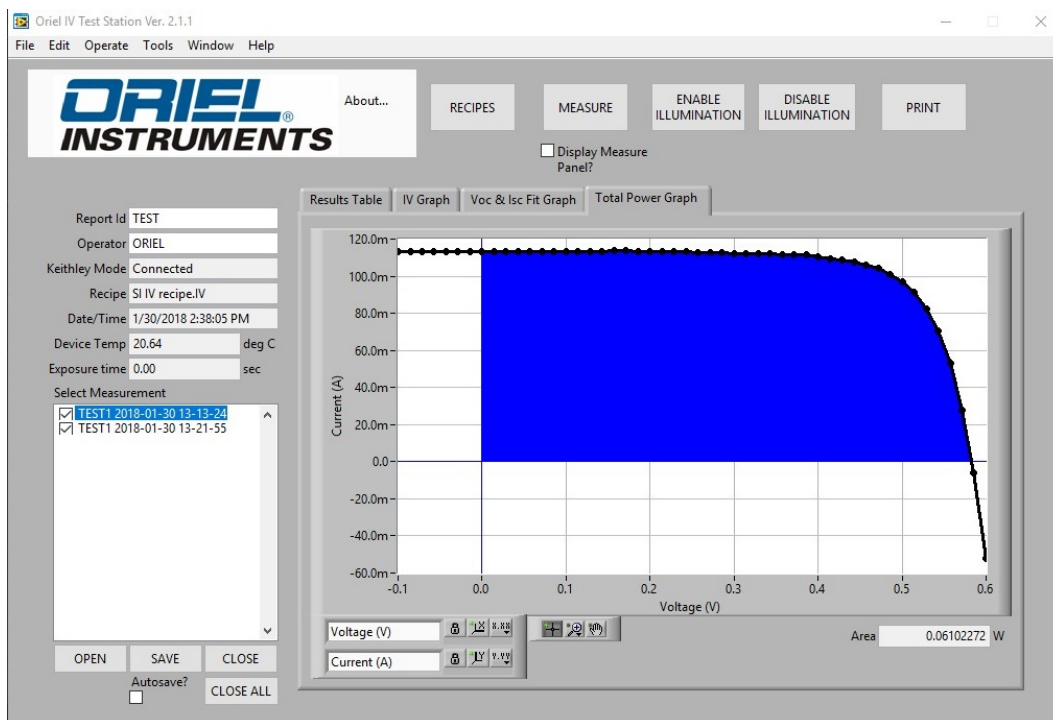 Oriel IV Test Station Ver. 2.1.1
File Edit Operate Tools Window Help
ORIEL®
INSTRUMENTS
About...
RECIPES
MEASURE
ENABLE
ILLUMINATION
DISABLE
ILLUMINATION
PRINT
Display Measure
Panel?
Report Id TEST
Operator ORIEL
Keithley Mode Connected
Recipe SI IV recipe.IV
Date/Time 1/30/2018 2:38:05 PM
Device Temp 20.64 deg C
Exposure time 0.00 sec
Select Measurement
TEST1 2018-01-30 13-13-24
TEST1 2018-01-30 13-21-55
OPEN SAVE CLOSE
Autosave?
CLOSE ALL
Results Table IV Graph Voc & Isc Fit Graph Total Power Graph
120.0m
100.0m
80.0m
60.0m
40.0m
20.0m
0.0
-20.0m
-40.0m
-60.0m
Current (A)
-0.1 0.0 0.1 0.2 0.3 0.4 0.5 0.6
Voltage (V)
Voltage (V)
Current (A)
Area 0.06102272 W